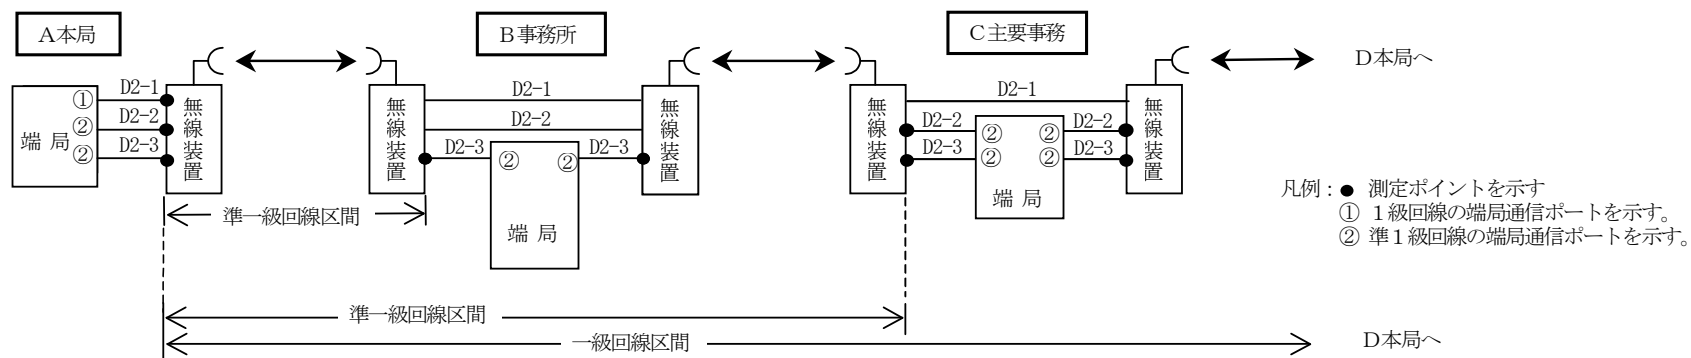 A本局
B事務所
C主要事務
D本局へ
D2-1
D2-2
D2-3
端 局
①
②
②
無線装置
無線装置
D2-1
D2-2
D2-3
②
②
D2-3
端 局
無線装置
無線装置
D2-1
D2-2
D2-3
②
②
②
②
D2-2
D2-3
端 局
無線装置
凡例：● 測定ポイントを示す
① 1級回線の端局通信ポートを示す。
② 準1級回線の端局通信ポートを示す。
準一級回線区間
準一級回線区間
一級回線区間
D本局へ